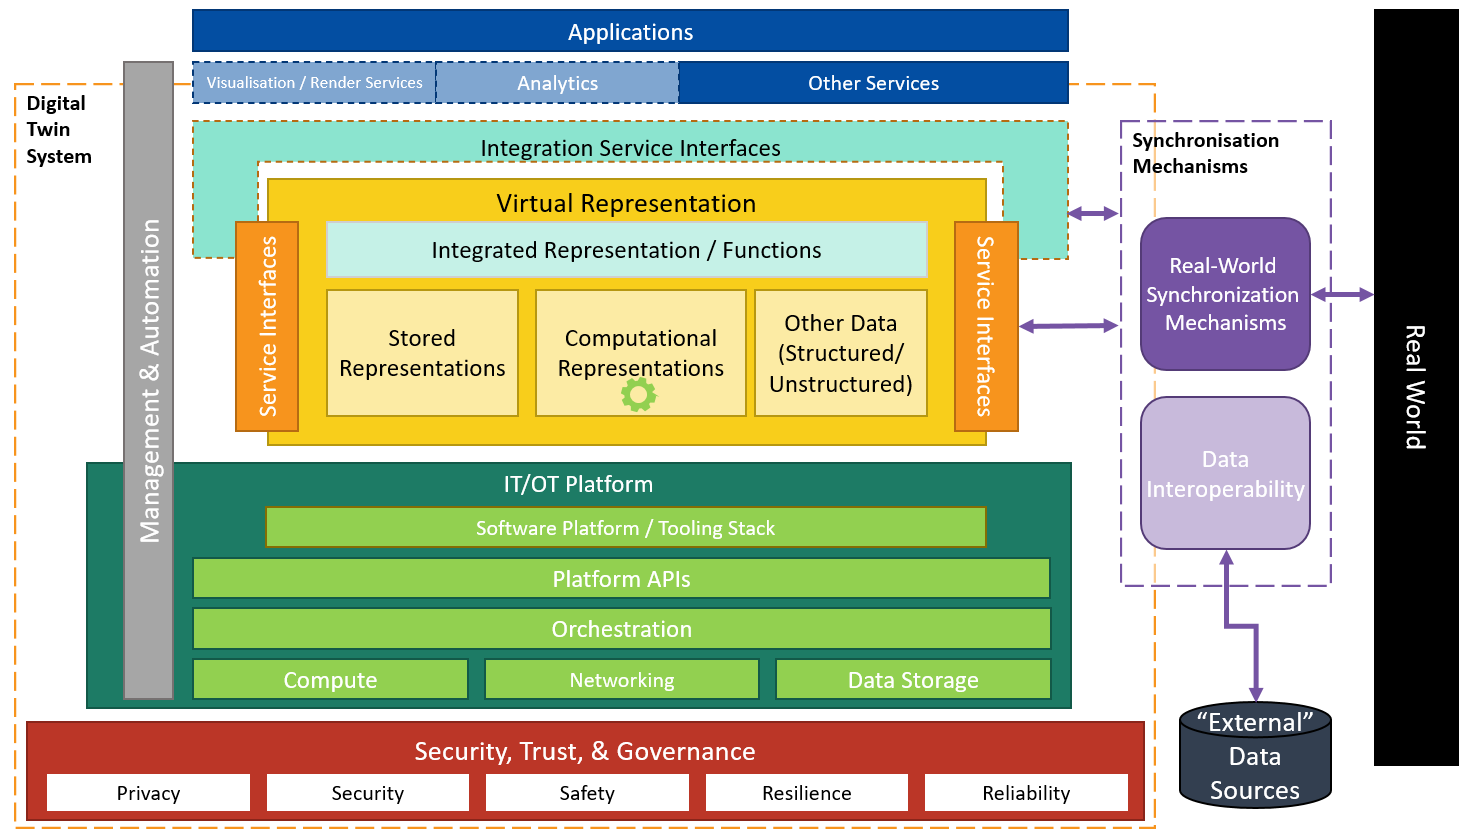 Applications
Visualisation / Render Services
Analytics
Other Services
Digital
Twin
System
Management & Automation
Integration Service Interfaces
Virtual Representation
Integrated Representation / Functions
Service Interfaces
Stored
Representations
Computational
Representations
Other Data
(Structured/
Unstructured)
Service Interfaces
Synchronisation
Mechanisms
Real-World
Synchronization
Mechanisms
Data
Interoperability
Real World
IT/OT Platform
Software Platform / Tooling Stack
Platform APIs
Orchestration
Compute
Networking
Data Storage
“External”
Data
Sources
Security, Trust, & Governance
Privacy
Security
Safety
Resilience
Reliability